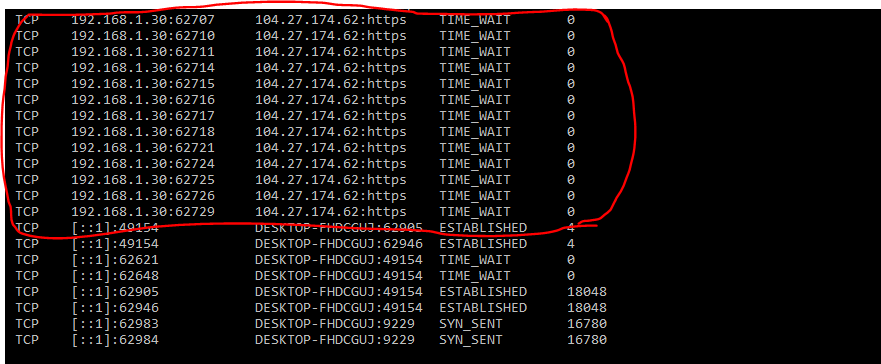 TCP 192.168.1.30:62707 104.27.174.62:https TIME_WAIT 0
TCP 192.168.1.30:62710 104.27.174.62:https TIME_WAIT 0
TCP 192.168.1.30:62711 104.27.174.62:https TIME_WAIT 0
TCP 192.168.1.30:62714 104.27.174.62:https TIME_WAIT 0
TCP 192.168.1.30:62715 104.27.174.62:https TIME_WAIT 0
TCP 192.168.1.30:62716 104.27.174.62:https TIME_WAIT 0
TCP 192.168.1.30:62717 104.27.174.62:https TIME_WAIT 0
TCP 192.168.1.30:62718 104.27.174.62:https TIME_WAIT 0
TCP 192.168.1.30:62721 104.27.174.62:https TIME_WAIT 0
TCP 192.168.1.30:62724 104.27.174.62:https TIME_WAIT 0
TCP 192.168.1.30:62725 104.27.174.62:https TIME_WAIT 0
TCP 192.168.1.30:62726 104.27.174.62:https TIME_WAIT 0
TCP 192.168.1.30:62729 104.27.174.62:https TIME_WAIT 0
TCP [::1]:49154 DESKTOP-FHDCGUJ:62905 ESTABLISHED 4
TCP [::1]:49154 DESKTOP-FHDCGUJ:62946 ESTABLISHED 4
TCP [::1]:62621 DESKTOP-FHDCGUJ:49154 TIME_WAIT 0
TCP [::1]:62648 DESKTOP-FHDCGUJ:49154 TIME_WAIT 0
TCP [::1]:62905 DESKTOP-FHDCGUJ:49154 ESTABLISHED 18048
TCP [::1]:62946 DESKTOP-FHDCGUJ:49154 ESTABLISHED 18048
TCP [::1]:62983 DESKTOP-FHDCGUJ:9229 SYN_SENT 16780
TCP [::1]:62984 DESKTOP-FHDCGUJ:9229 SYN_SENT 16780